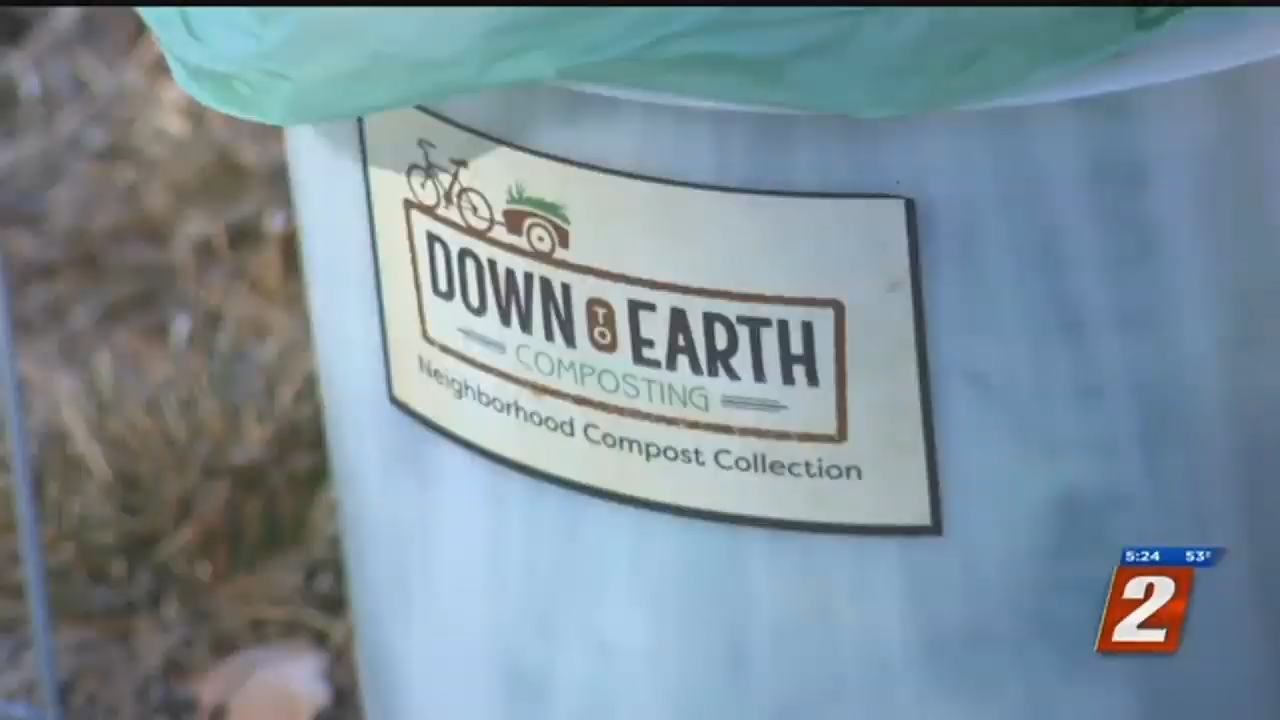 DOWN TO EARTH
COMPOSTING
Neighborhood Compost Collection
5:24 53°
2